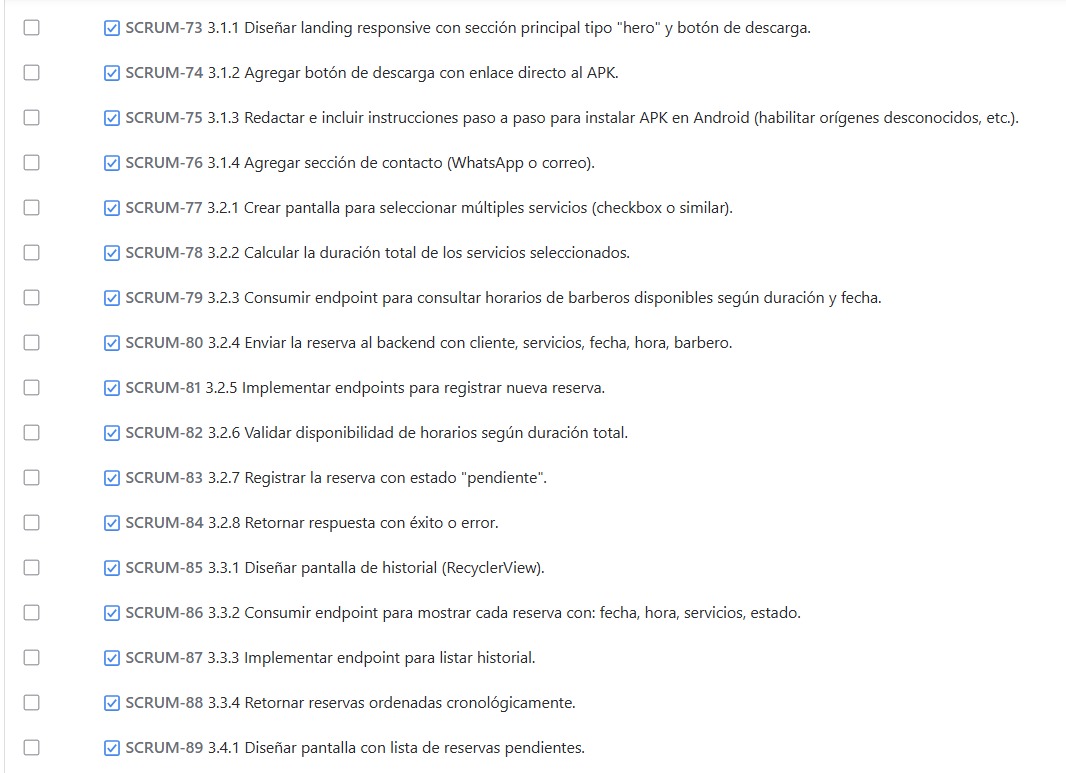 SCRUM-73 3.1.1 Diseñar landing responsive con sección principal tipo "hero" y botón de descarga.
SCRUM-74 3.1.2 Agregar botón de descarga con enlace directo al APK.
SCRUM-75 3.1.3 Redactar e incluir instrucciones paso a paso para instalar APK en Android (habilitar orígenes desconocidos, etc.).
SCRUM-76 3.1.4 Agregar sección de contacto (WhatsApp o correo).
SCRUM-77 3.2.1 Crear pantalla para seleccionar múltiples servicios (checkbox o similar).
SCRUM-78 3.2.2 Calcular la duración total de los servicios seleccionados.
SCRUM-79 3.2.3 Consumir endpoint para consultar horarios de barberos disponibles según duración y fecha.
SCRUM-80 3.2.4 Enviar la reserva al backend con cliente, servicios, fecha, hora, barbero.
SCRUM-81 3.2.5 Implementar endpoints para registrar nueva reserva.
SCRUM-82 3.2.6 Validar disponibilidad de horarios según duración total.
SCRUM-83 3.2.7 Registrar la reserva con estado "pendiente".
SCRUM-84 3.2.8 Retornar respuesta con éxito o error.
SCRUM-85 3.3.1 Diseñar pantalla de historial (RecyclerView).
SCRUM-86 3.3.2 Consumir endpoint para mostrar cada reserva con: fecha, hora, servicios, estado.
SCRUM-87 3.3.3 Implementar endpoint para listar historial.
SCRUM-88 3.3.4 Retornar reservas ordenadas cronológicamente.
SCRUM-89 3.4.1 Diseñar pantalla con lista de reservas pendientes.